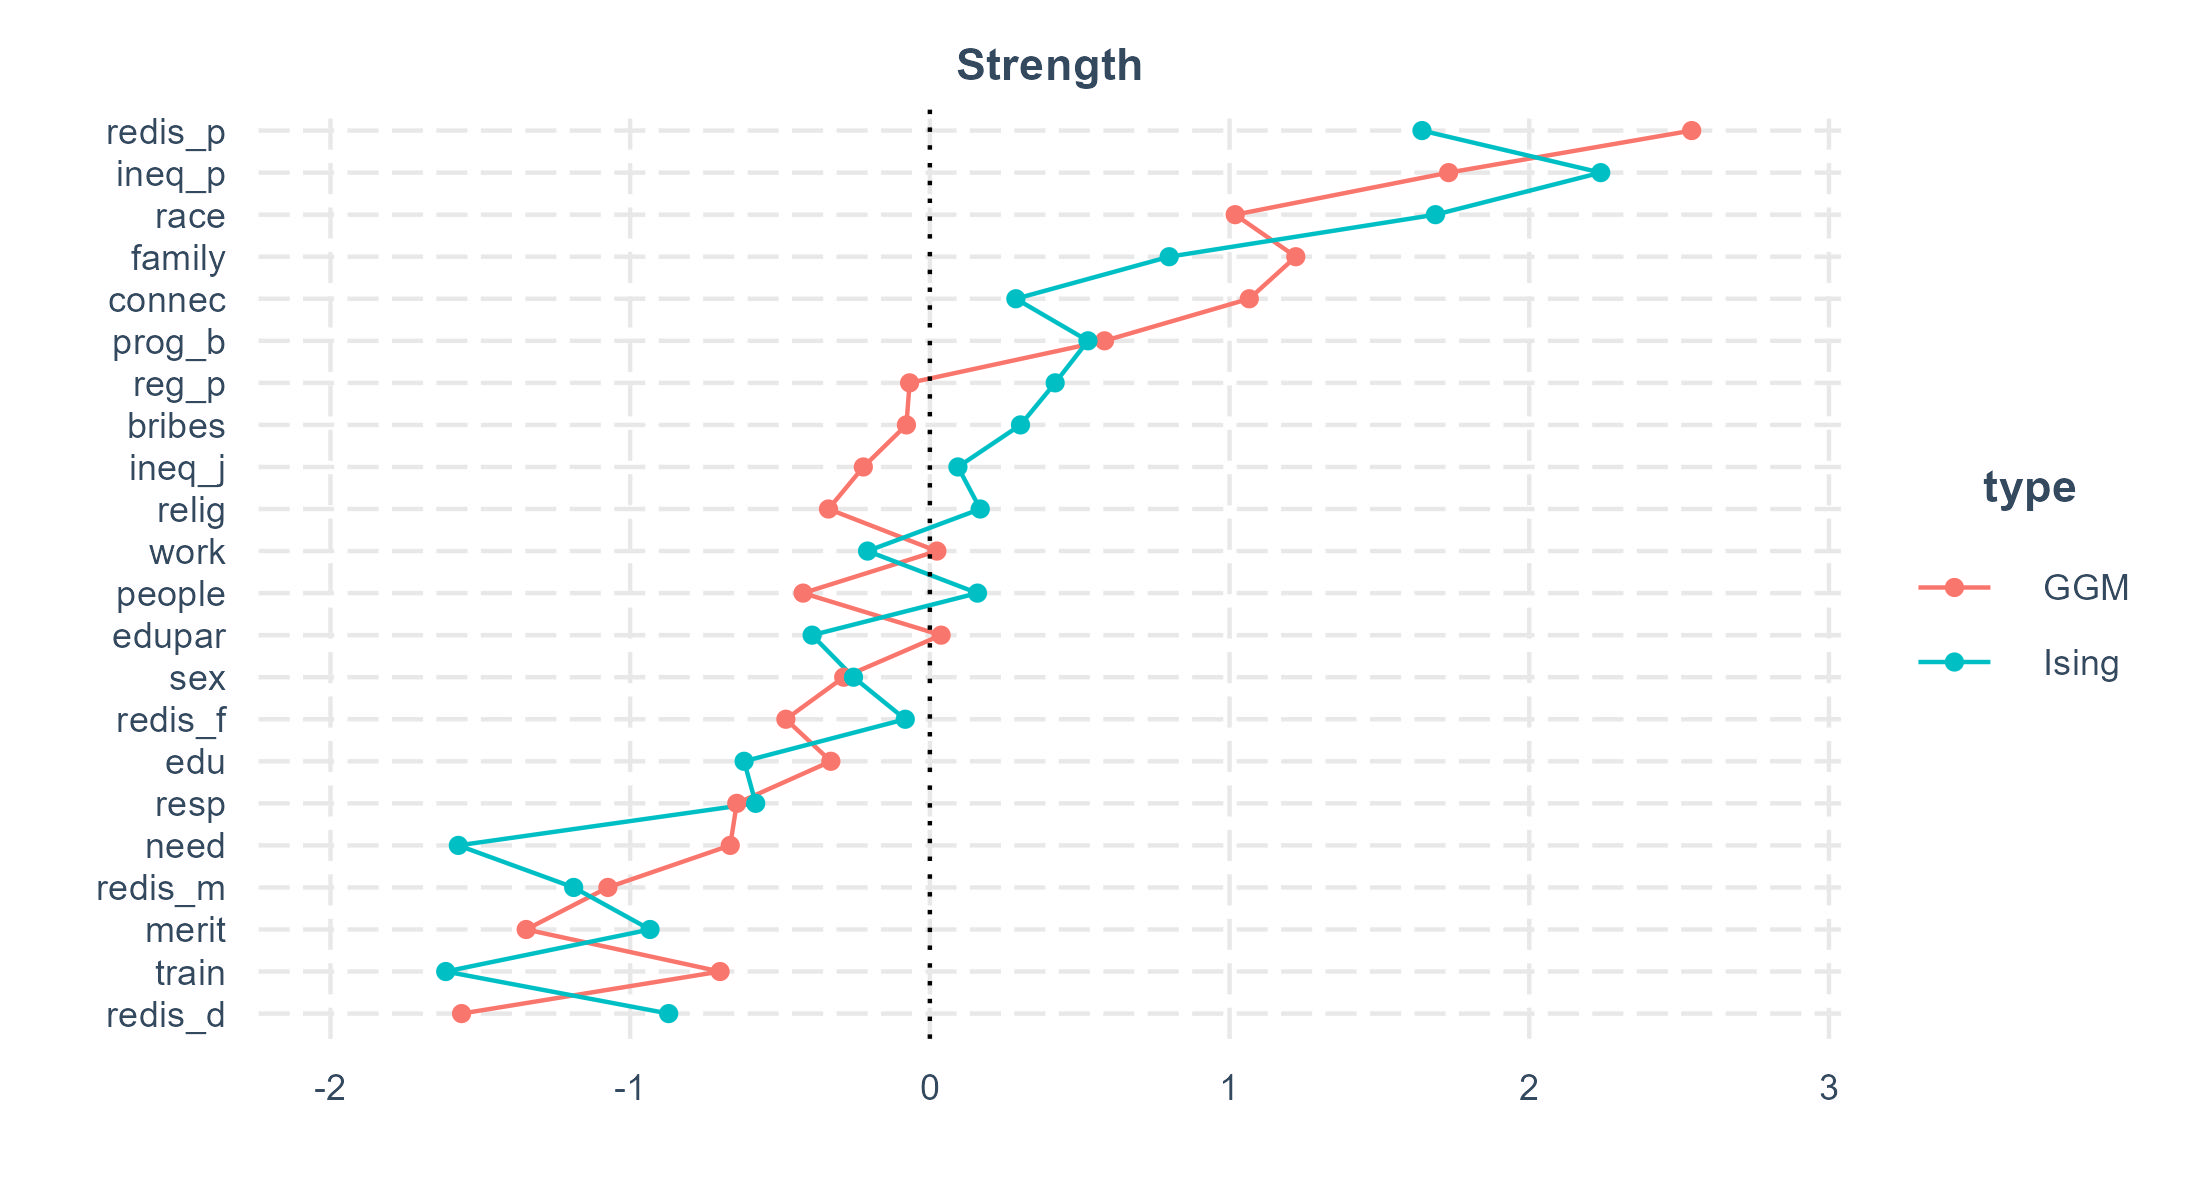 Strength
redis_p
ineq_p
race
family
connec
prog_b
reg_p
bribes
ineq_j
relig
work
people
edupar
sex
redis_f
edu
resp
need
redis_m
merit
train
redis_d
-2 -1 0 1 2 3
type
GGM
Ising